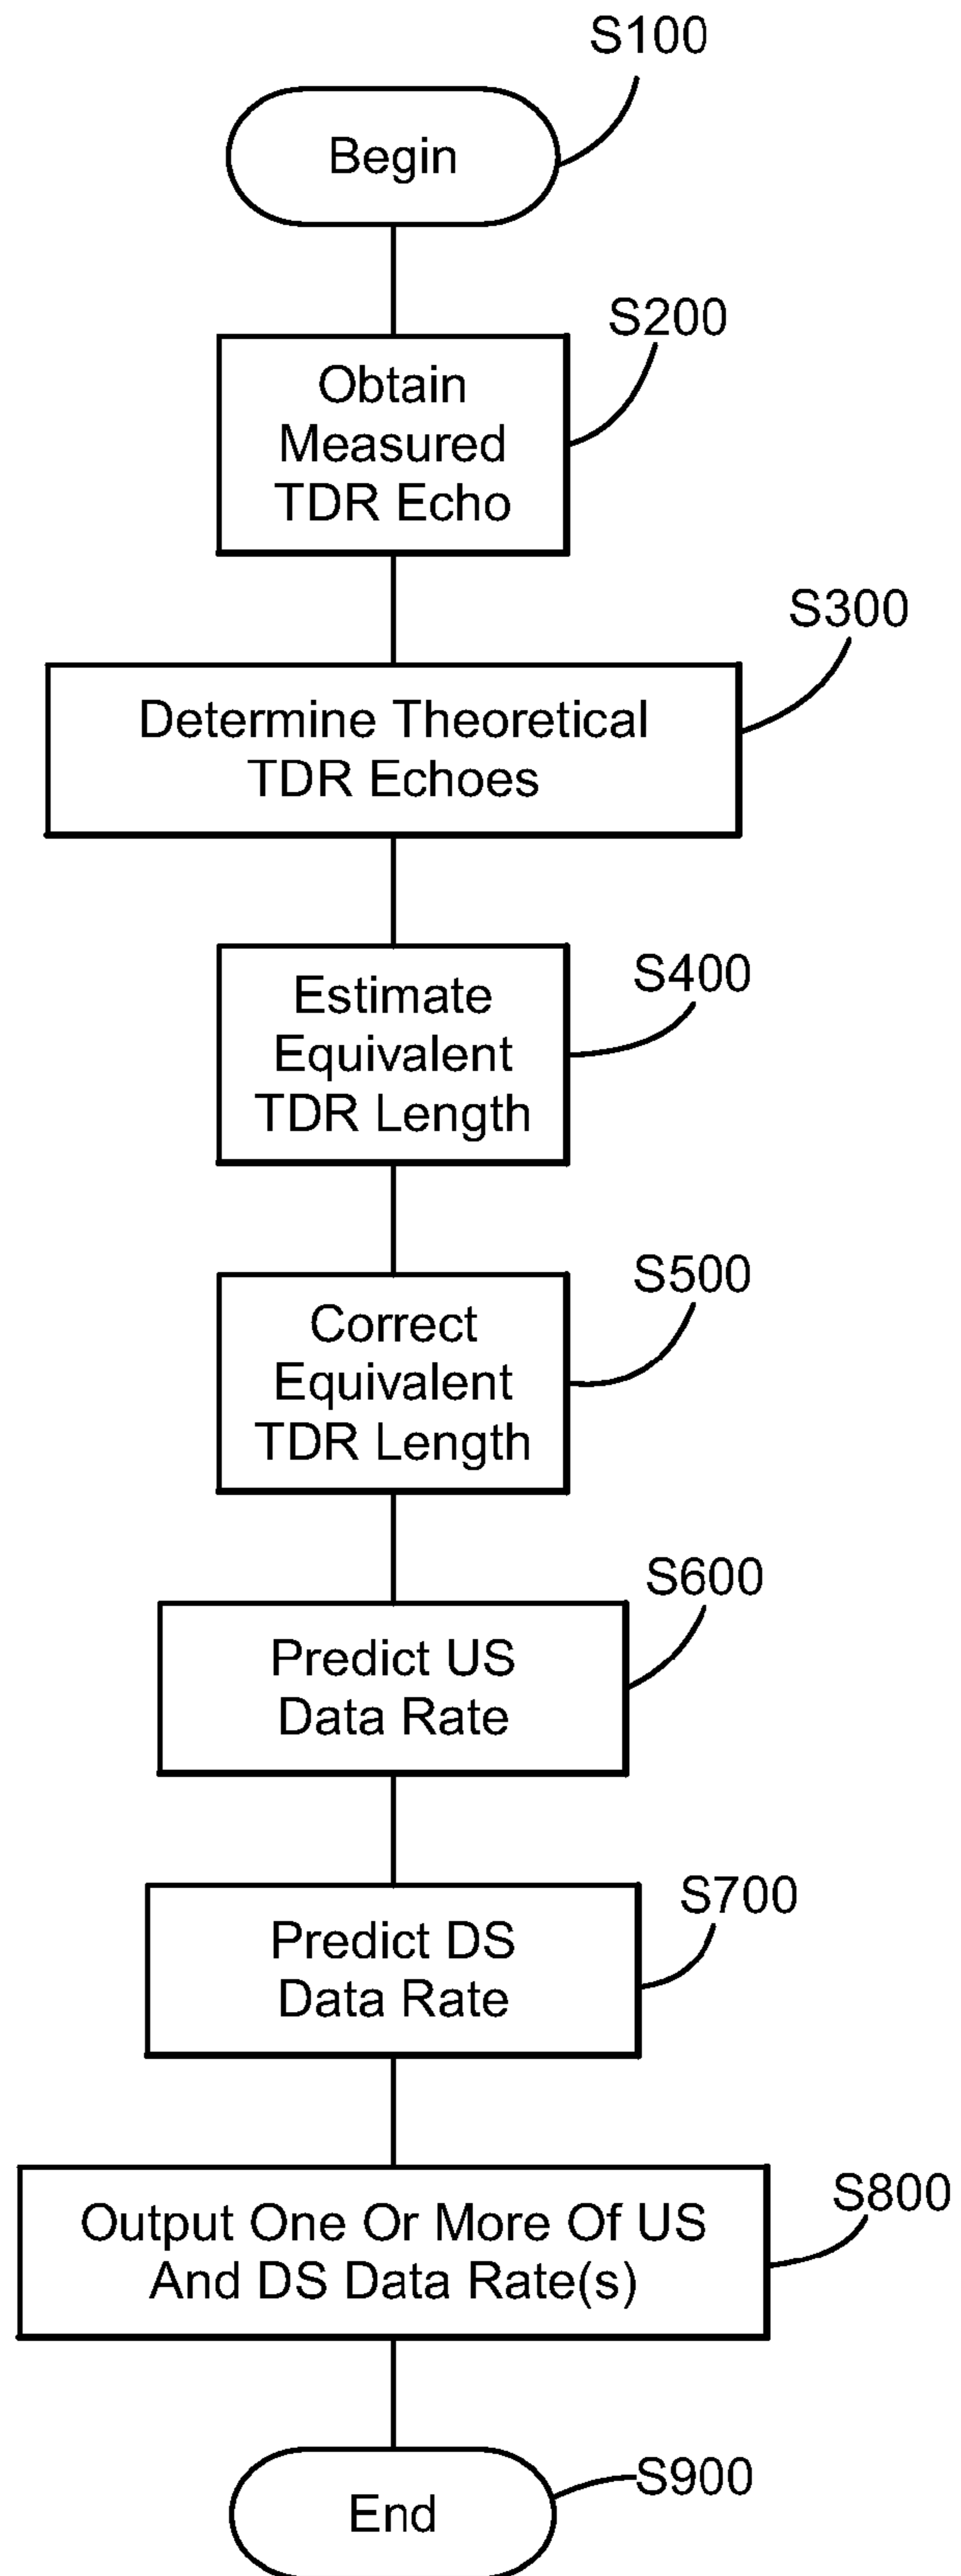 S100
Begin
S200
Obtain
Measured
TDR Echo
S300
Determine Theoretical
TDR Echoes
S400
Estimate
Equivalent
TDR Length
S500
Correct
Equivalent
TDR Length
S600
Predict US
Data Rate
S700
Predict DS
Data Rate
S800
Output One Or More Of US
And DS Data Rate(s)
S900
End